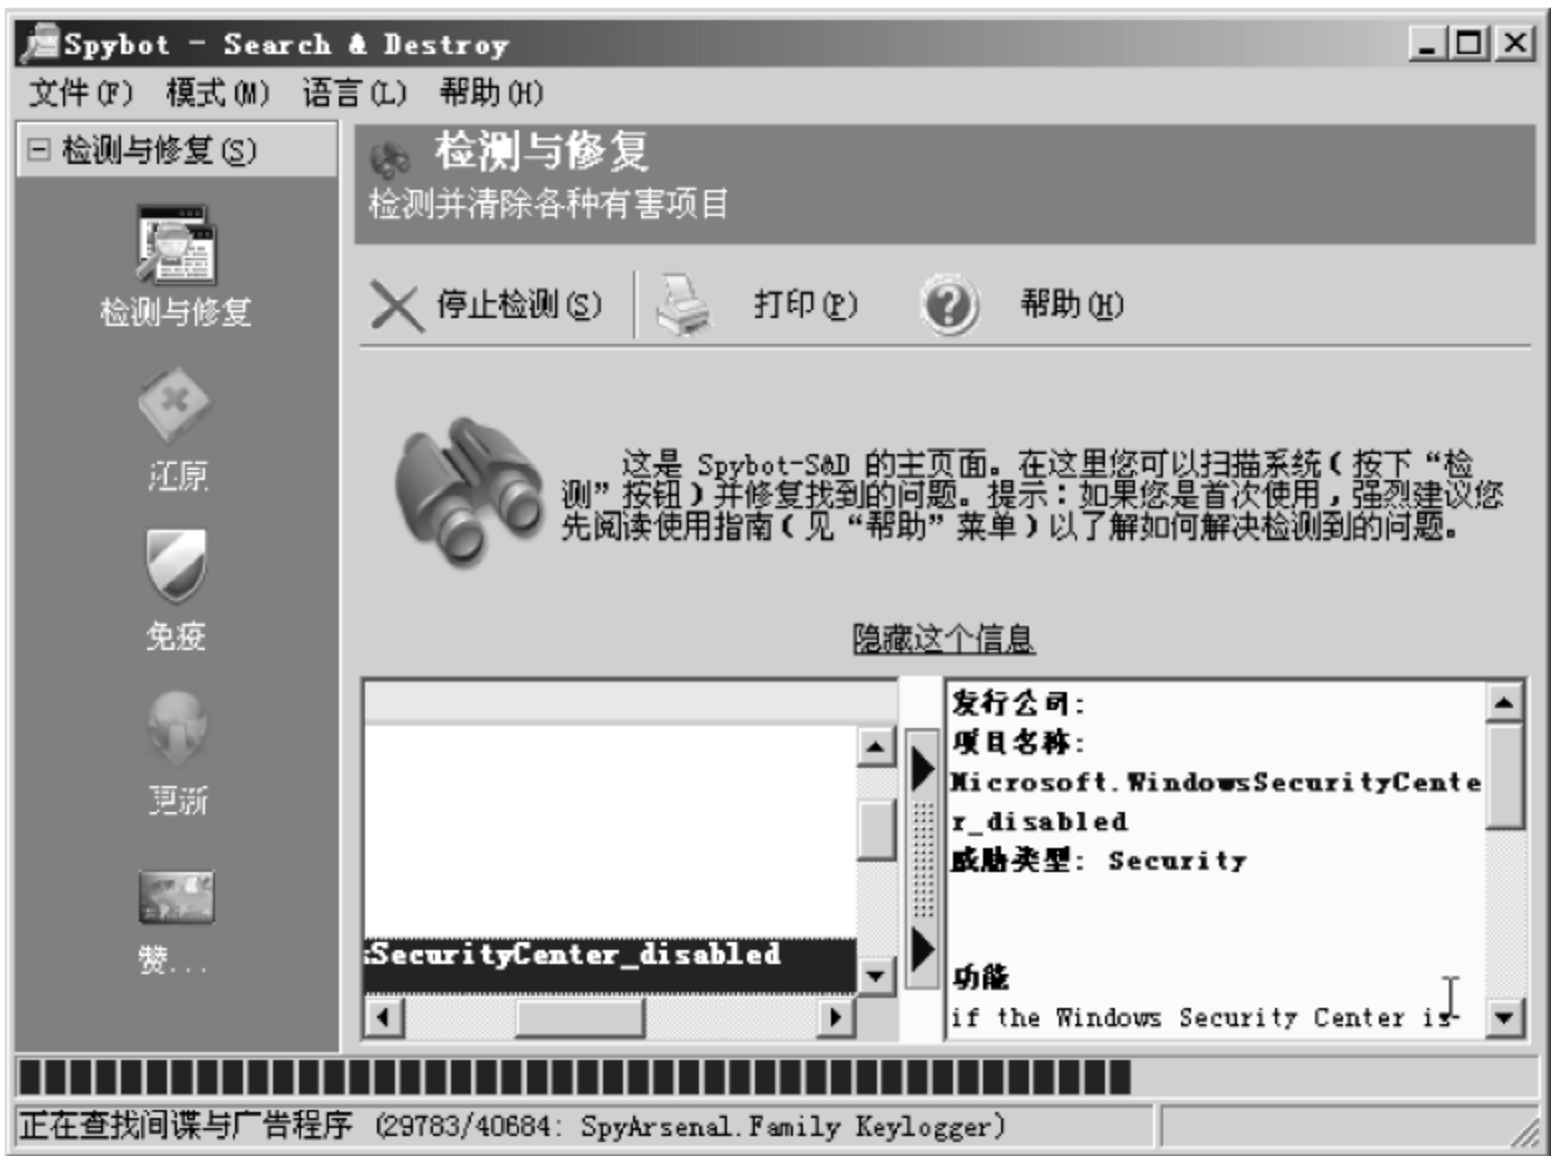 Spybot - Search & Destroy
文件(F) 模式(M) 语言(L) 帮助(H)
检测与修复(S)
检测与修复
还原
免疫
更新
赞...
检测与修复
检测并清除各种有害项目
停止检测(S) 打印(P) 帮助(H)
这是 Spybot-S&D 的主页面。在这里您可以扫描系统(按下“检
测”按钮)并修复找到的问题。提示:如果您是首次使用,强烈建议您
先阅读使用指南(见“帮助”菜单)以了解如何解决检测到的问题。
隐藏这个信息
SecurityCenter_disabled
发行公司:
项目名称:
Microsoft.WindowsSecurityCente
r_disabled
威胁类型: Security
功能
if the Windows Security Center is
正在查找间谍与广告程序 (29783/40684: SpyArsenal.Family Keylogger)